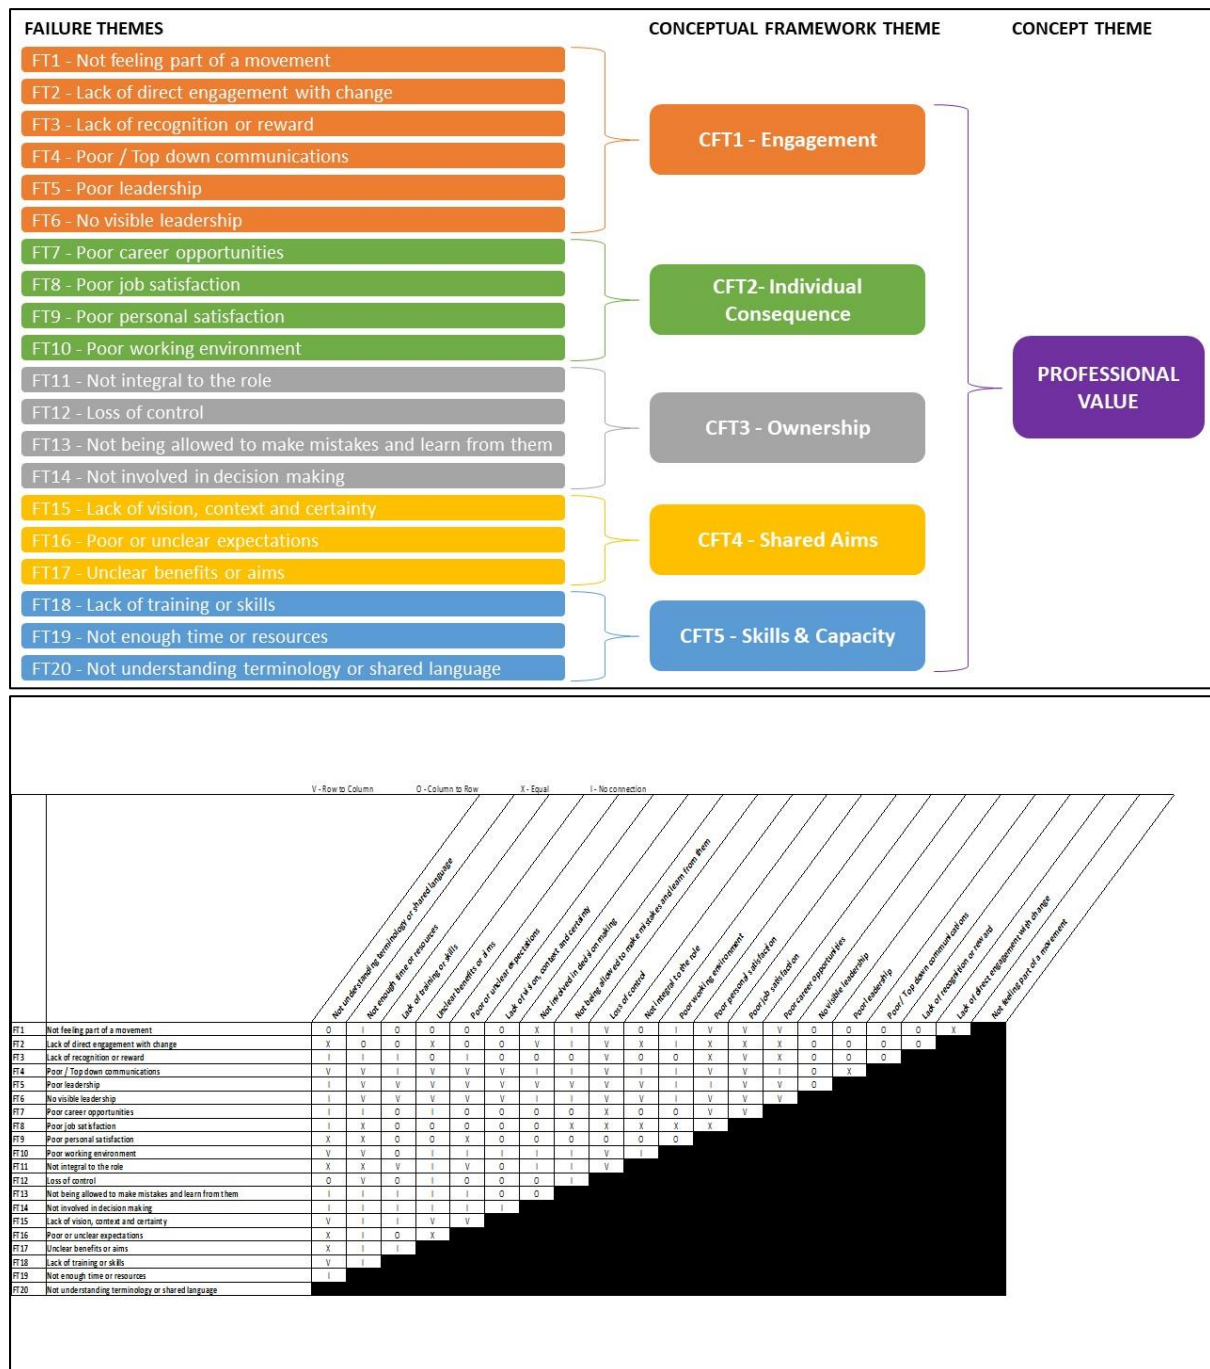 FAILURE THEMES
CONCEPTUAL FRAMEWORK THEME
CONCEPT THEME
FT1 - Not feeling part of a movement
FT2 - Lack of direct engagement with change
FT3 - Lack of recognition or reward
FT4 - Poor / Top down communications
FT5 - Poor leadership
FT6 - No visible leadership
FT7 - Poor career opportunities
FT8 - Poor job satisfaction
FT9 - Poor personal satisfaction
FT10 - Poor working environment
FT11 - Not integral to the role
FT12 - Loss of control
FT13 - Not being allowed to make mistakes and learn from them
FT14 - Not involved in decision making
FT15 - Lack of vision, context and certainty
FT16 - Poor or unclear expectations
FT17 - Unclear benefits or aims
FT18 - Lack of training or skills
FT19 - Not enough time or resources
FT20 - Not understanding terminology or shared language
CFT1 - Engagement
CFT2- Individual
Consequence
CFT3 - Ownership
CFT4 - Shared Aims
CFT5 - Skills & Capacity
PROFESSIONAL
VALUE
V - Row to Column O - Column to Row X - Equal I - No connection
Not understanding terminology or shared language
Not enough time or resources
Lack of training or skills
Unclear benefits or aims
Poor or unclear expectations
Lack of vision, context and certainty
Not involved in decision making
Not being allowed to make mistakes and learn from them
Loss of control
Not integral to the role
Poor working environment
Poor personal satisfaction
Poor job satisfaction
Poor career opportunities
No visible leadership
Poor leadership
Poor / Top down communications
Lack of recognition or reward
Lack of direct engagement with change
Not feeling part of a movement
FT1 Not feeling part of a movement O I O O O O X I V O I V V V O O O O X
FT2 Lack of direct engagement with change X O O X O O V I V X I X X X O O O O
FT3 Lack of recognition or reward I I I O I O O O V O O X V X O O O
FT4 Poor / Top down communications V V I V V V I I V I I V V I O X
FT5 Poor leadership I V V V V V V V V V I I V V O
FT6 No visible leadership I V V V V V I I V V I V V V
FT7 Poor career opportunities I I O I O O O O X O O V V
FT8 Poor job satisfaction I X O O O O O X X X X X
FT9 Poor personal satisfaction X X O O X O O O O O O
FT10 Poor working environment V V O I I I I I V I
FT11 Not integral to the role X X V I V O I I V
FT12 Loss of control O V O I O O O I
FT13 Not being allowed to make mistakes and learn from them I I I I I O O
FT14 Not involved in decision making I I I I I I
FT15 Lack of vision, context and certainty V I I V V
FT16 Poor or unclear expectations X I O X
FT17 Unclear benefits or aims X I I
FT18 Lack of training or skills V I
FT19 Not enough time or resources I
FT20 Not understanding terminology or shared language